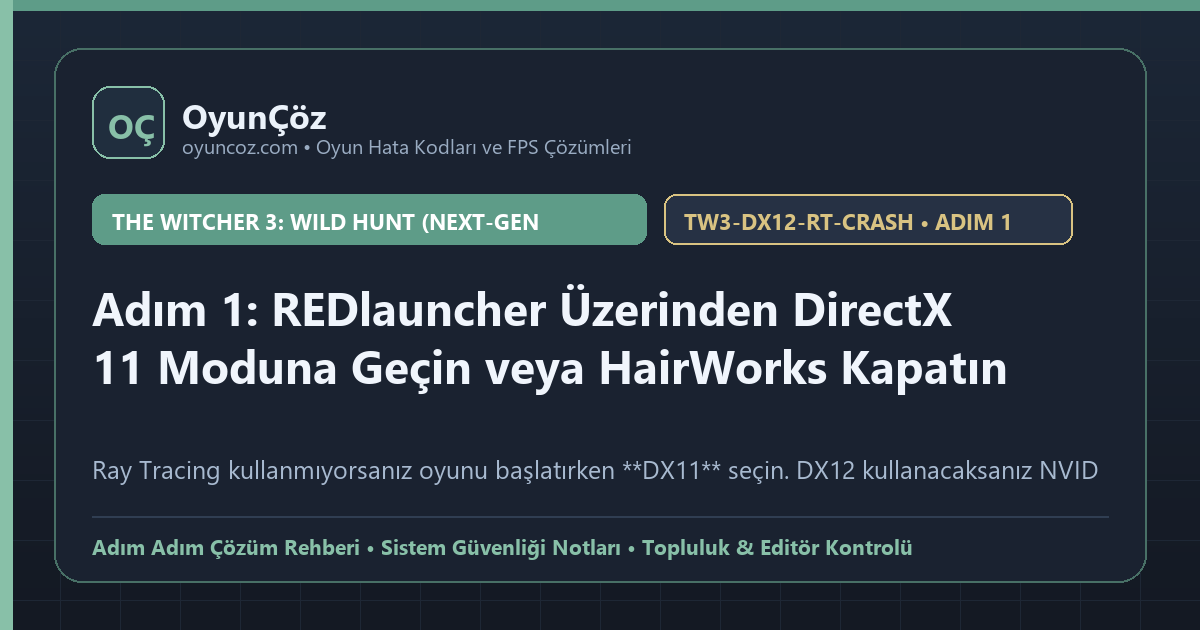 OÇ
OyunÇöz
oyuncoz.com • Oyun Hata Kodları ve FPS Çözümleri
THE WITCHER 3: WILD HUNT (NEXT-GEN
TW3-DX12-RT-CRASH • ADIM 1
Adım 1: REDlauncher Üzerinden DirectX
11 Moduna Geçin veya HairWorks Kapatın
Ray Tracing kullanmıyorsanız oyunu başlatırken **DX11** seçin. DX12 kullanacaksanız NVID
Adım Adım Çözüm Rehberi • Sistem Güvenliği Notları • Topluluk & Editör Kontrolü